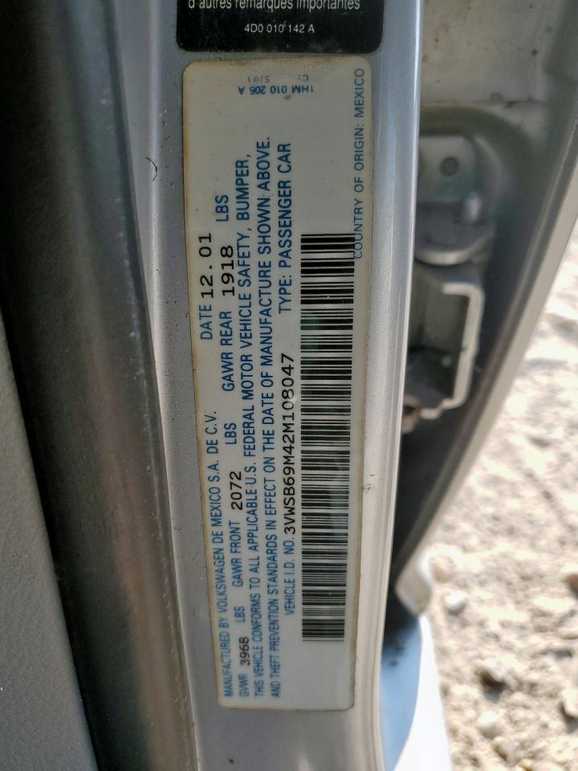 d'autres remarques importantes
4D0 010 142 A
1HM 010 206 A
MANUFACTURED BY VOLKSWAGEN DE MEXICO S.A. DE C.V. DATE 12.01
GVWR 3968 LBS GAWR FRONT 2072 LBS GAWR REAR 1918 LBS
THIS VEHICLE CONFORMS TO ALL APPLICABLE U.S. FEDERAL MOTOR VEHICLE SAFETY, BUMPER,
AND THEFT PREVENTION STANDARDS IN EFFECT ON THE DATE OF MANUFACTURE SHOWN ABOVE.
VEHICLE I.D. NO. 3VWSB69M42M108047 TYPE: PASSENGER CAR
COUNTRY OF ORIGIN: MEXICO